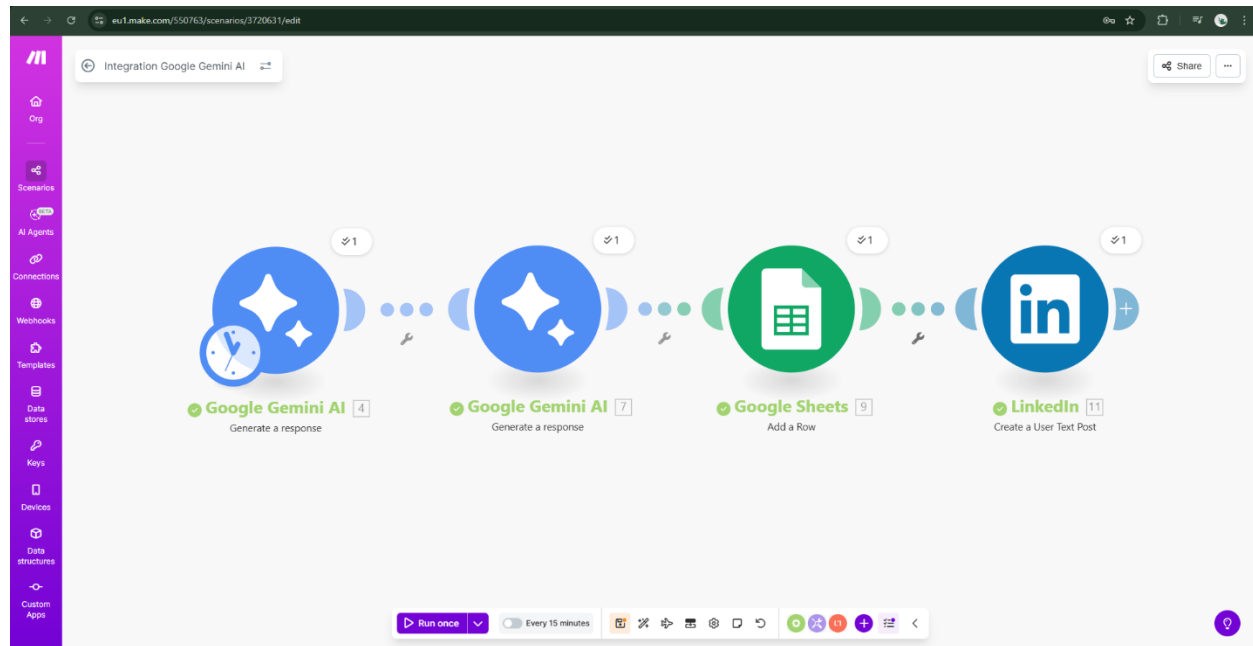 eu1.make.com/550763/scenarios/3720631/edit
Integration Google Gemini AI
Share
Org
Scenarios
BETA
AI Agents
Connections
Webhooks
Templates
Data
stores
Keys
Devices
Data
structures
Custom
Apps
1
1
1
1
in
Google Gemini AI 4
Generate a response
Google Gemini AI 7
Generate a response
Google Sheets 9
Add a Row
LinkedIn 11
Create a User Text Post
Run once
Every 15 minutes